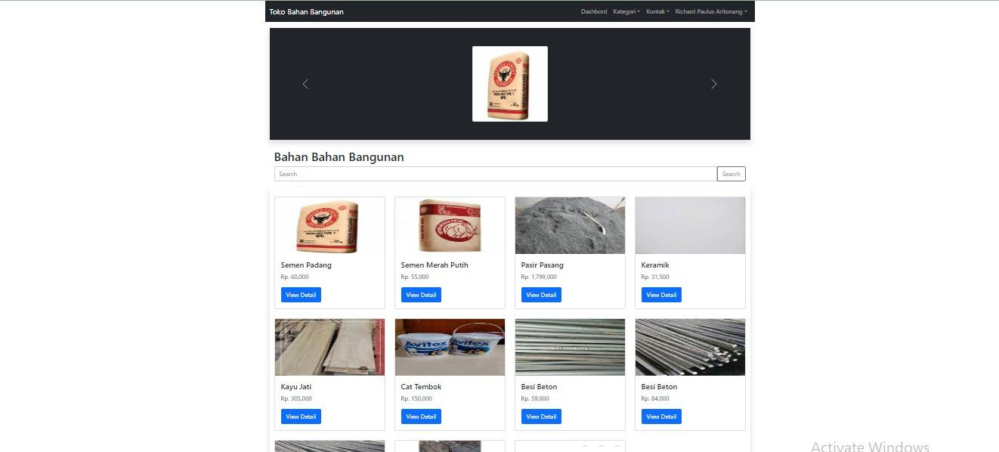 Toko Bahan Bangunan
Dashbord Kategori Kontak Richard Paulus Aritonang
Bahan Bahan Bangunan
Search Search
Semen Padang Semen Merah Putih Pasir Pasang Keramik
Rp. 60,000 Rp. 55,000 Rp. 1,799,000 Rp. 31,500
View Detail View Detail View Detail View Detail
Avitex Avitex
Kayu Jati Cat Tembok Besi Beton Besi Beton
Rp. 305,000 Rp. 150,000 Rp. 59,000 Rp. 84,000
View Detail View Detail View Detail View Detail
Activate Windows